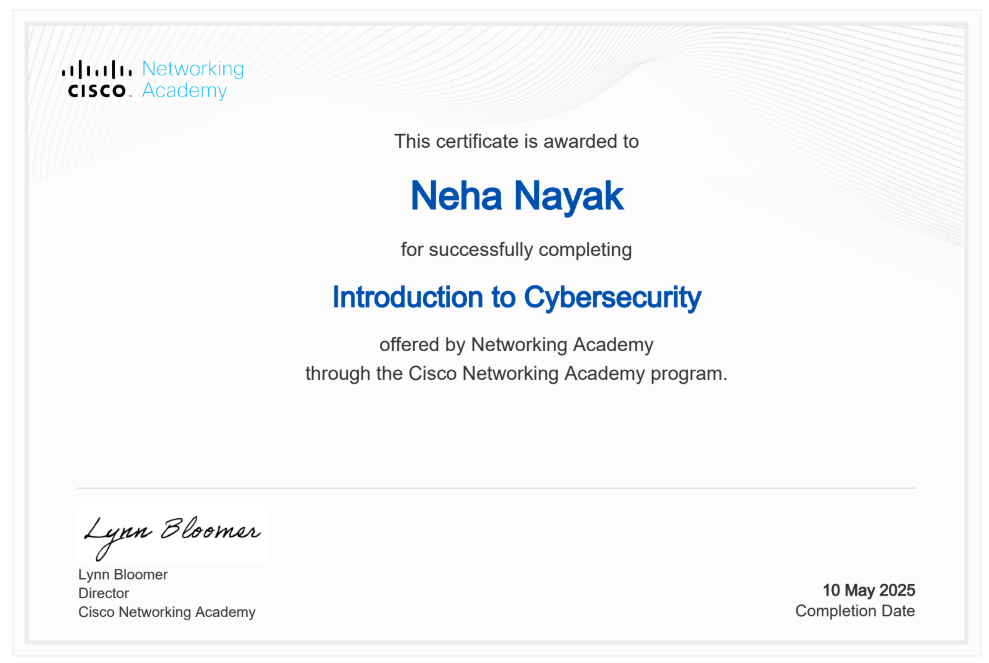 Networking
CISCO. Academy
This certificate is awarded to
Neha Nayak
for successfully completing
Introduction to Cybersecurity
offered by Networking Academy
through the Cisco Networking Academy program.
Lynn Bloomer
Lynn Bloomer
Director
Cisco Networking Academy
10 May 2025
Completion Date